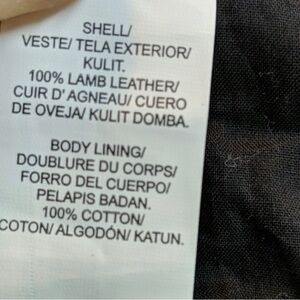 SHELL/
VESTE/ TELA EXTERIOR/
KULIT.
100% LAMB LEATHER/
CUIR D' AGNEAU/ CUERO
DE OVEJA/ KULIT DOMBA.
BODY LINING/
DOUBLURE DU CORPS/
FORRO DEL CUERPO/
PELAPIS BADAN.
100% COTTON/
COTON/ ALGODÓN/ KATUN.